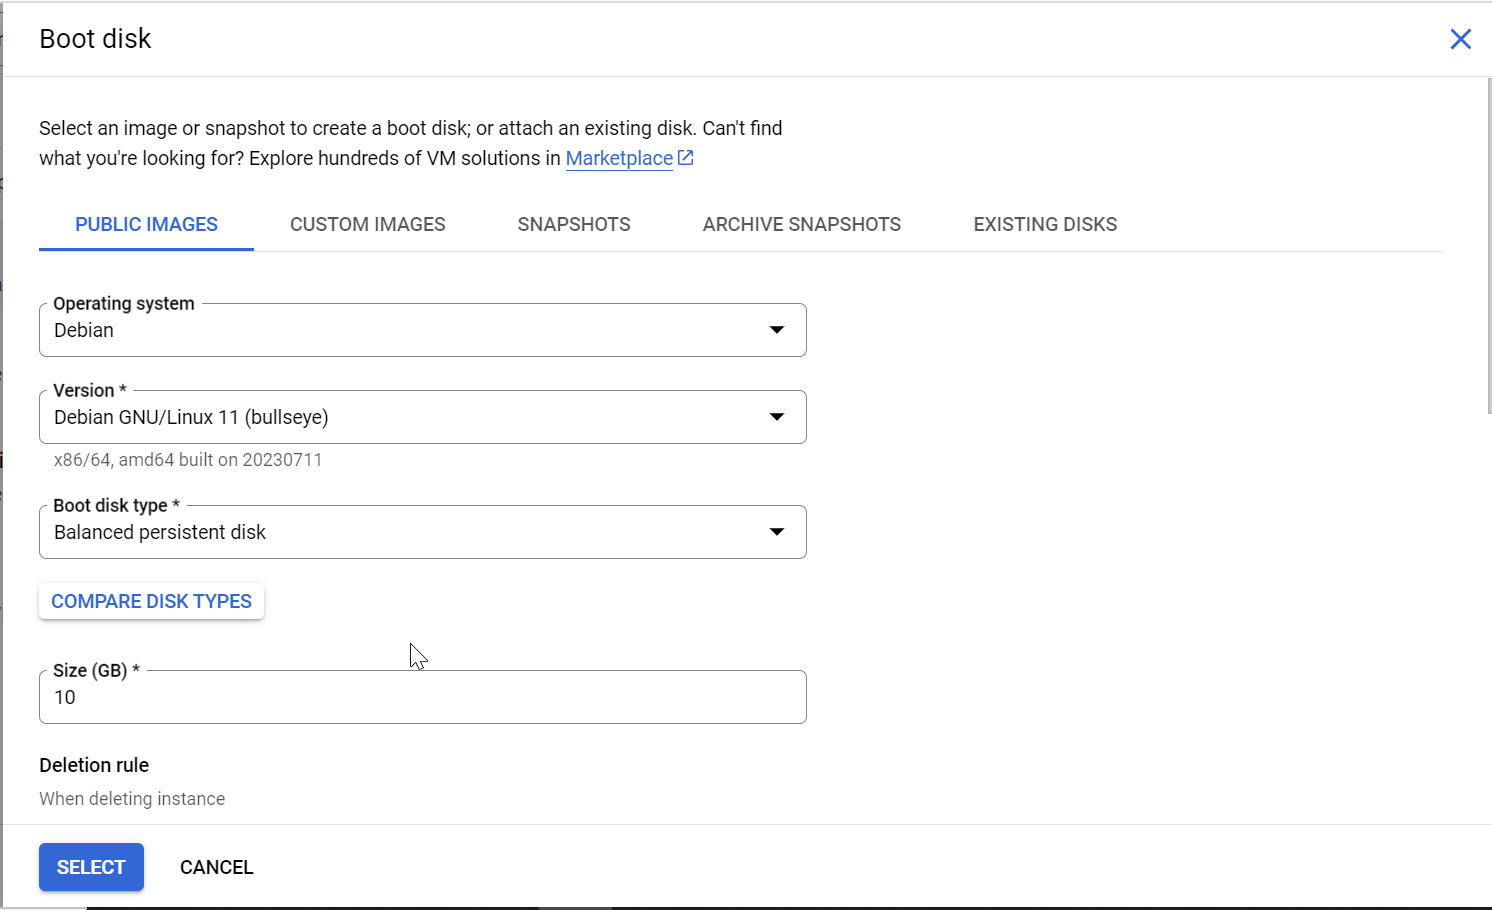 Boot disk
Select an image or snapshot to create a boot disk; or attach an existing disk. Can't find
what you're looking for? Explore hundreds of VM solutions in Marketplace
PUBLIC IMAGES CUSTOM IMAGES SNAPSHOTS ARCHIVE SNAPSHOTS EXISTING DISKS
Operating system
Debian
Version *
Debian GNU/Linux 11 (bullseye)
x86/64, amd64 built on 20230711
Boot disk type *
Balanced persistent disk
COMPARE DISK TYPES
Size (GB) *
10
Deletion rule
When deleting instance
SELECT CANCEL